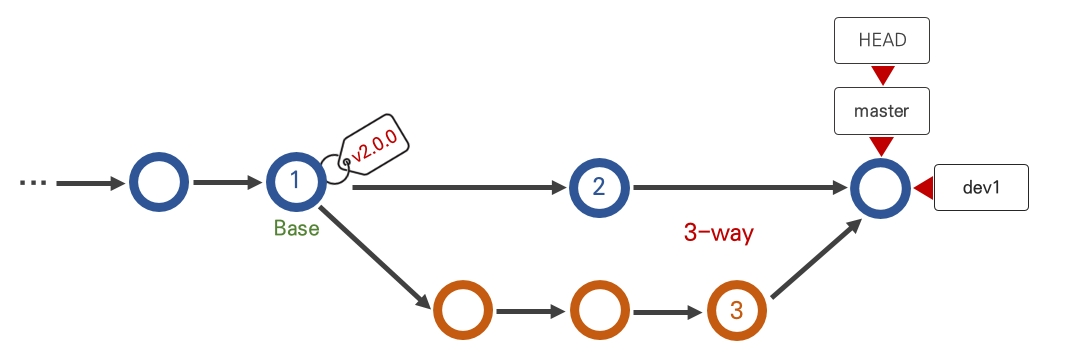 HEAD
master
v2.0.0
...
1
2
dev1
Base
3-way
3